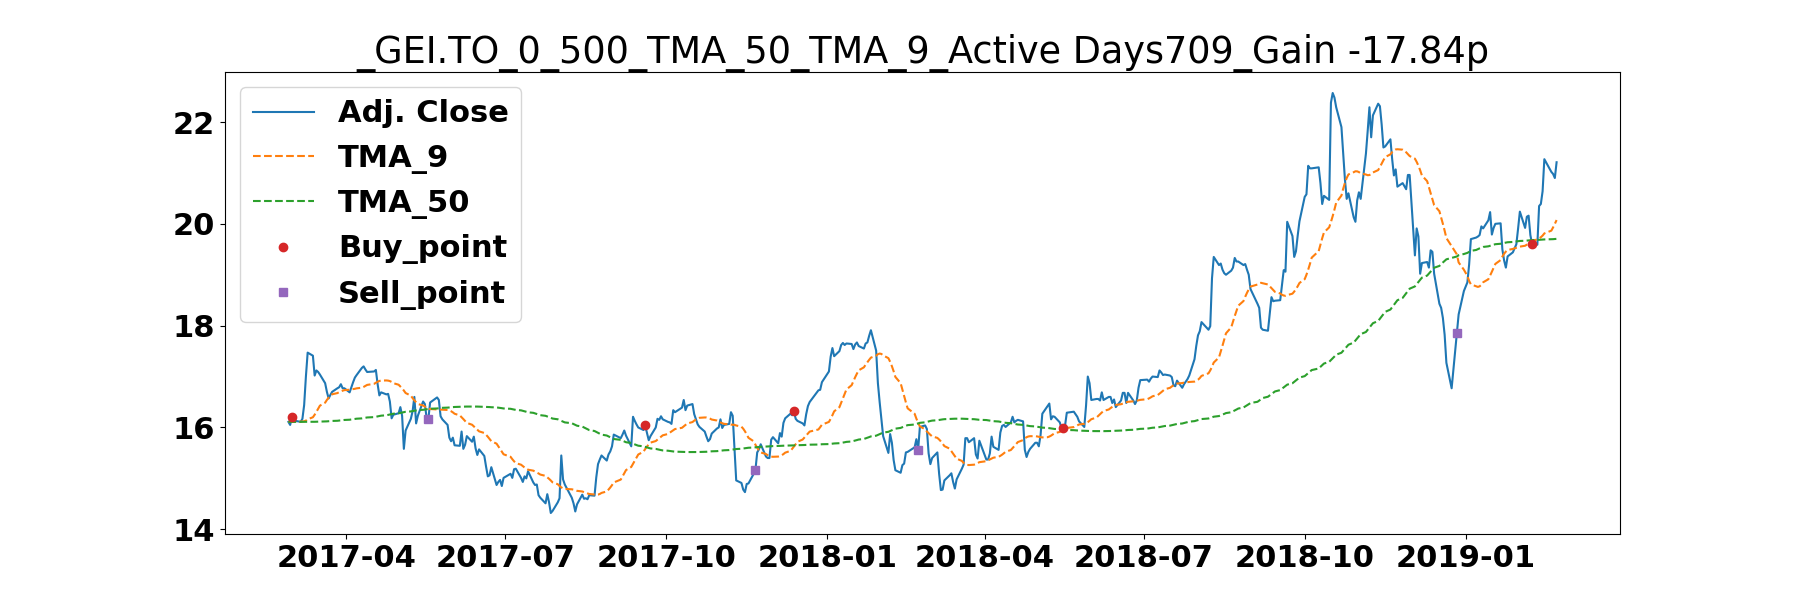 _GEI.TO_0_500_TMA_50_TMA_9_Active Days709_Gain -17.84p
Adj. Close
TMA_9
TMA_50
Buy_point
Sell_point
22
20
18
16
14
2017-04 2017-07 2017-10 2018-01 2018-04 2018-07 2018-10 2019-01